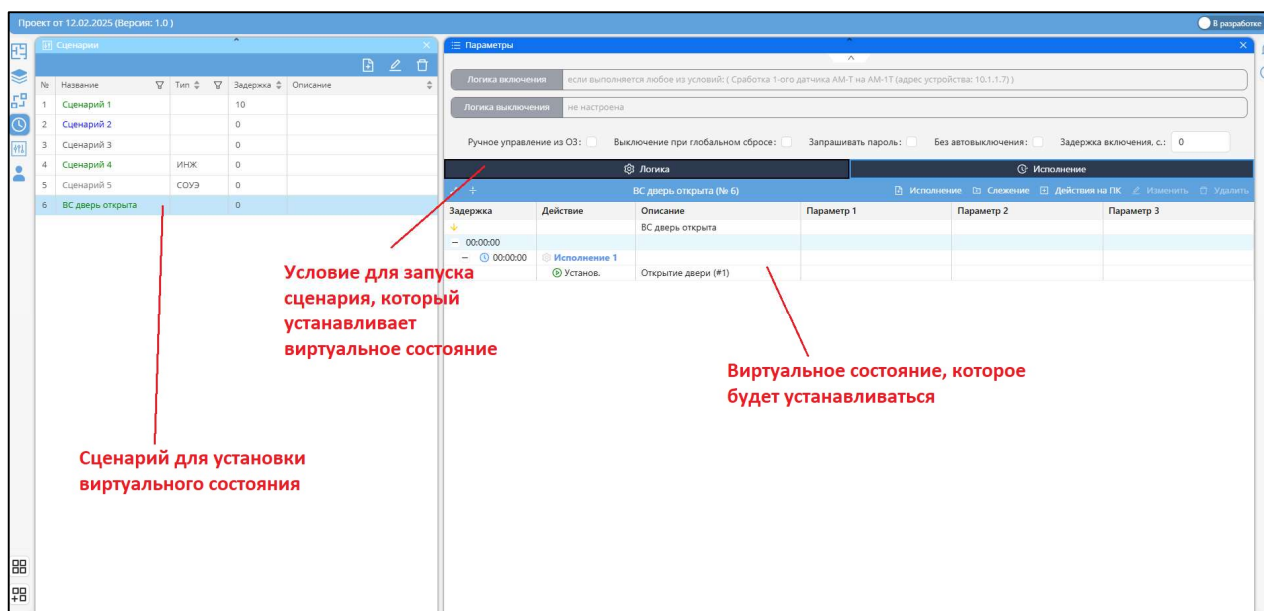 Проект от 12.02.2025 (Версия: 1.0 )
В разработке
Сценарии
№ Название Тип Задержка Описание
1 Сценарий 1 10
2 Сценарий 2 0
3 Сценарий 3 0
4 Сценарий 4 ИНЖ 0
5 Сценарий 5 СОУЭ 0
6 ВС дверь открыта 0
Параметры
Логика включения если выполняется любое из условий: ( Сработка 1-ого датчика АМ-Т на АМ-1Т (адрес устройства: 10.1.1.7) )
Логика выключения не настроена
Ручное управление из ОЗ: Выключение при глобальном сбросе: Запрашивать пароль: Без автовыключения: Задержка включения, с.: 0
Логика Исполнение
ВС дверь открыта (№ 6) Исполнение Слежение Действия на ПК Изменить Удалить
Задержка Действие Описание Параметр 1 Параметр 2 Параметр 3
ВС дверь открыта
00:00:00
00:00:00 Исполнение 1
Установ. Открытие двери (#1)
Условие для запуска
сценария, который
устанавливает
виртуальное состояние
Виртуальное состояние, которое
будет устанавливаться
Сценарий для установки
виртуального состояния